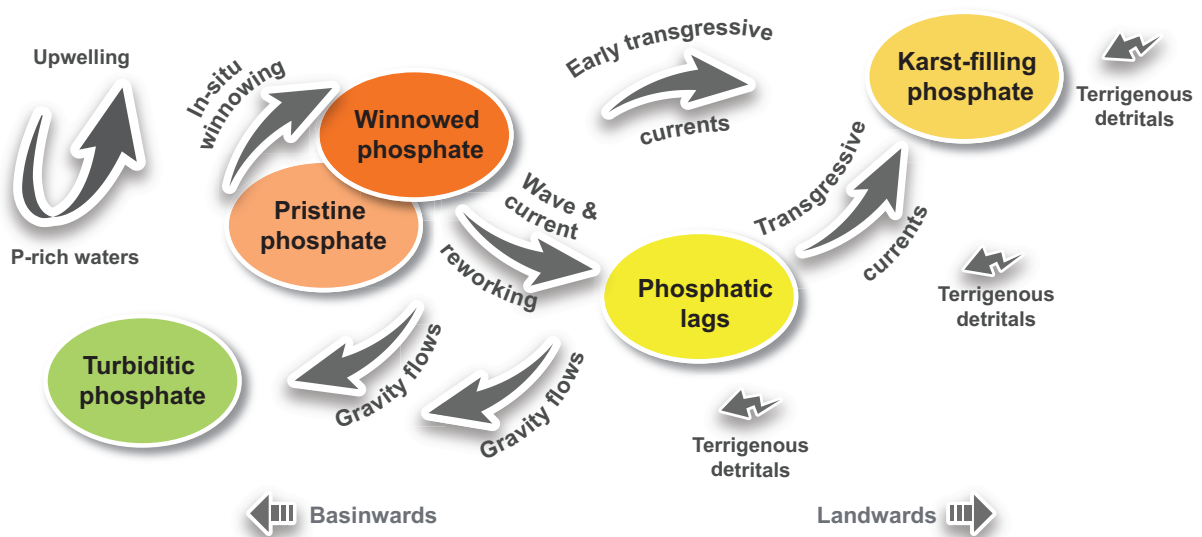 Upwelling
P-rich waters
In-situ
winnowing
Winnowed
phosphate
Pristine
phosphate
Early transgressive
currents
Karst-filling
phosphate
Terrigenous
detritals
Wave &
current
reworking
Transgressive
currents
Phosphatic
lags
Terrigenous
detritals
Turbiditic
phosphate
Gravity flows
Gravity flows
Terrigenous
detritals
Basinwards
Landwards